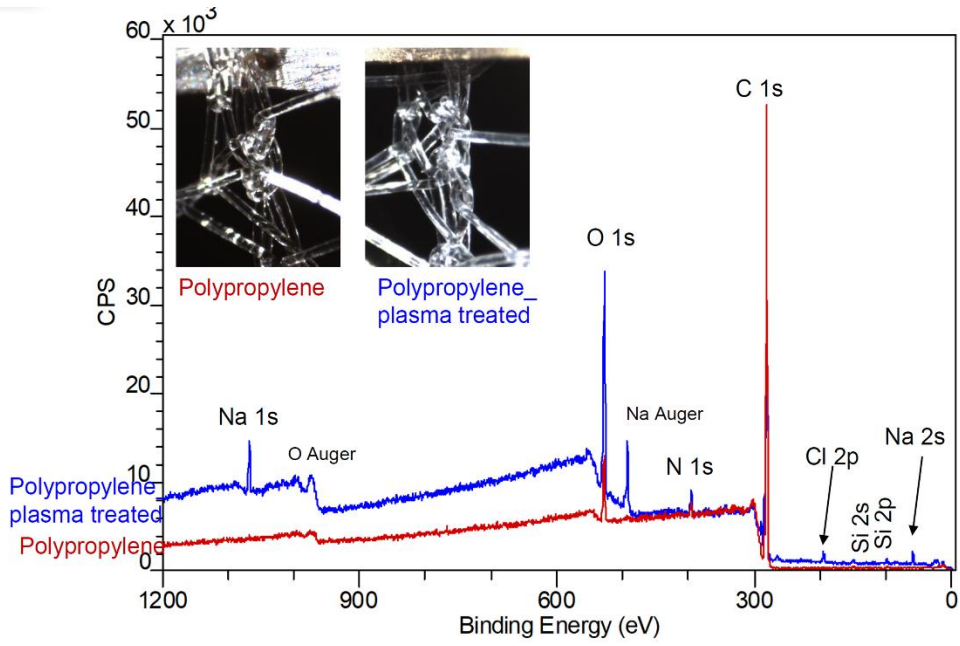 60 x 10³
C 1s
50
40
O 1s
Polypropylene
Polypropylene_
plasma treated
30
CPS
20
Na 1s
O Auger
Na Auger
N 1s
Cl 2p
Si 2s
Si 2p
Na 2s
10
Polypropylene
plasma treated
Polypropylene
0
1200
900
600
300
0
Binding Energy (eV)